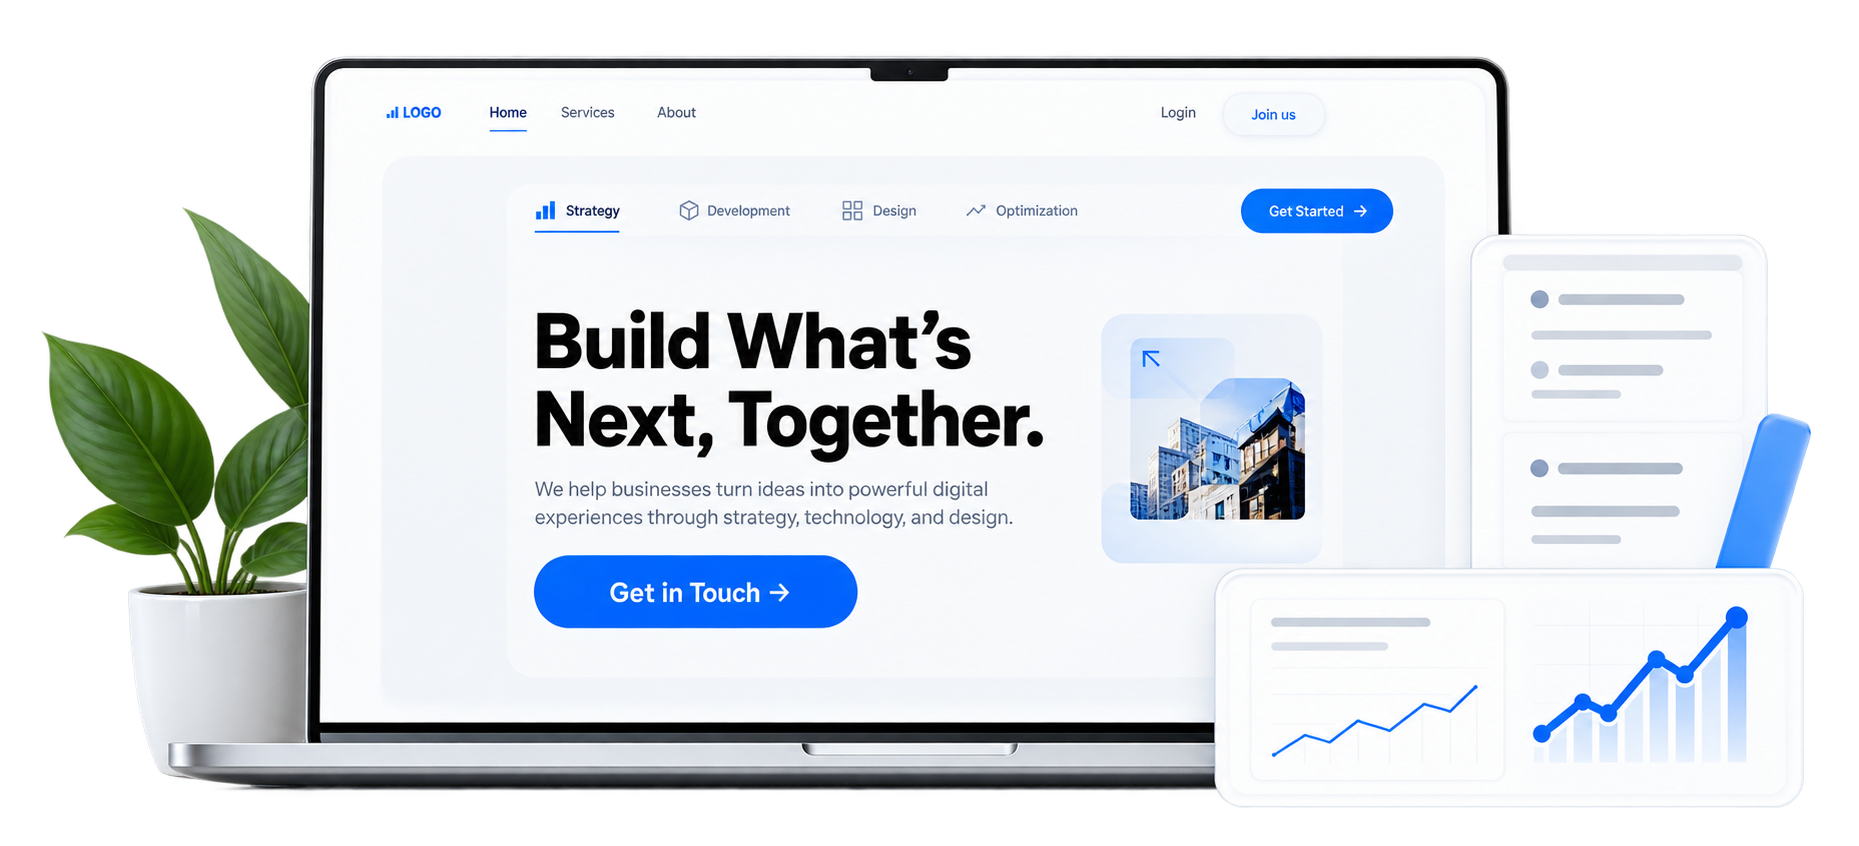 LOGO
Home
Services
About
Login
Join us
Strategy
Development
Design
Optimization
Get Started →
Build What’s
Next, Together.
We help businesses turn ideas into powerful digital
experiences through strategy, technology, and design.
Get in Touch →